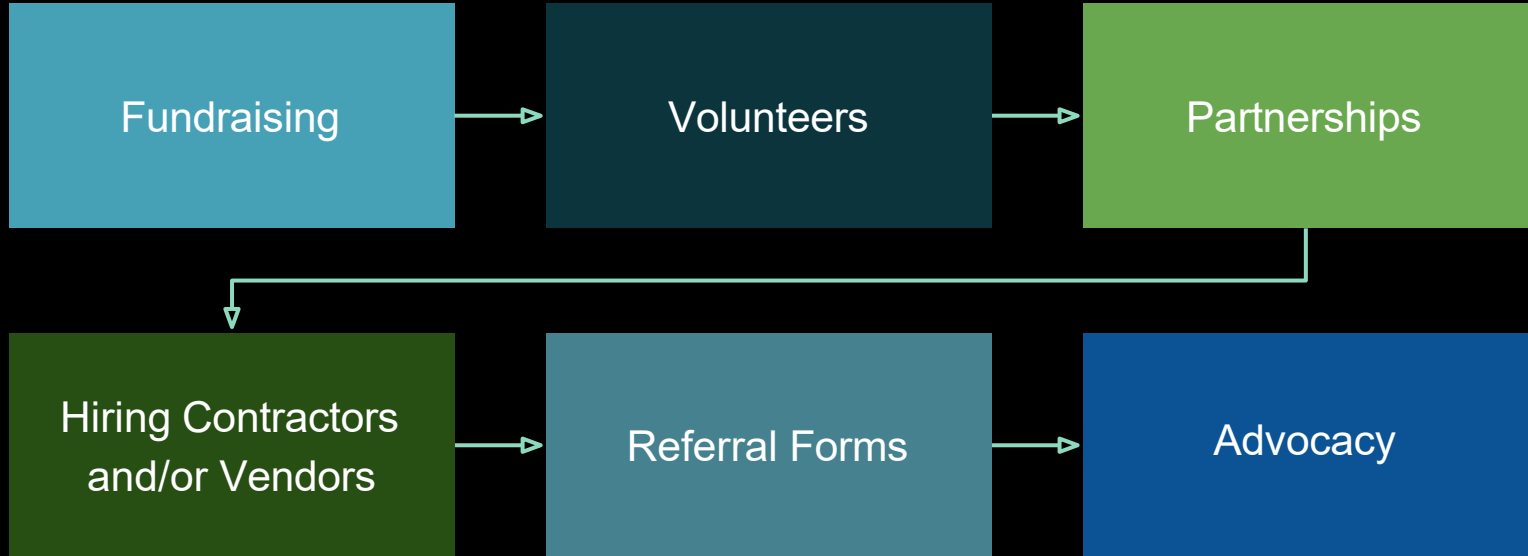 Fundraising
Volunteers
Partnerships
Hiring Contractors
and/or Vendors
Referral Forms
Advocacy